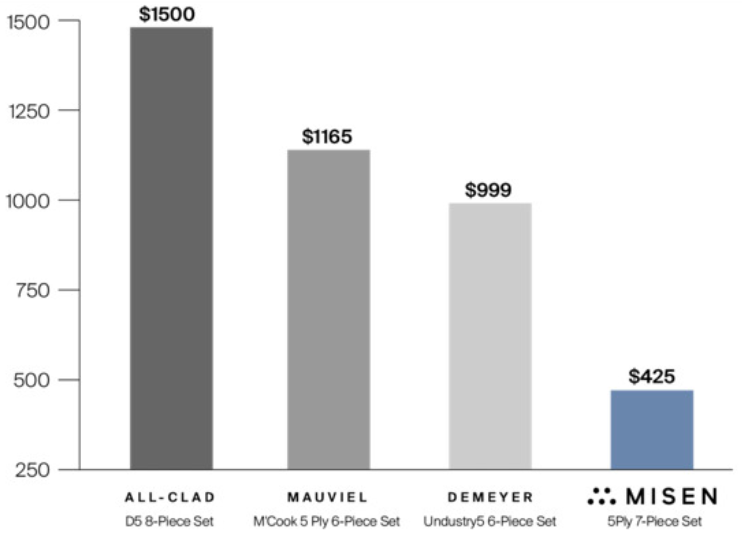 1500
1250
1000
750
500
250
$1500
$1165
$999
$425
ALL-CLAD
D5 8-Piece Set
MAUVIEL
M'Cook 5 Ply 6-Piece Set
DEMEYER
Undustry5 6-Piece Set
MISEN
5Ply 7-Piece Set